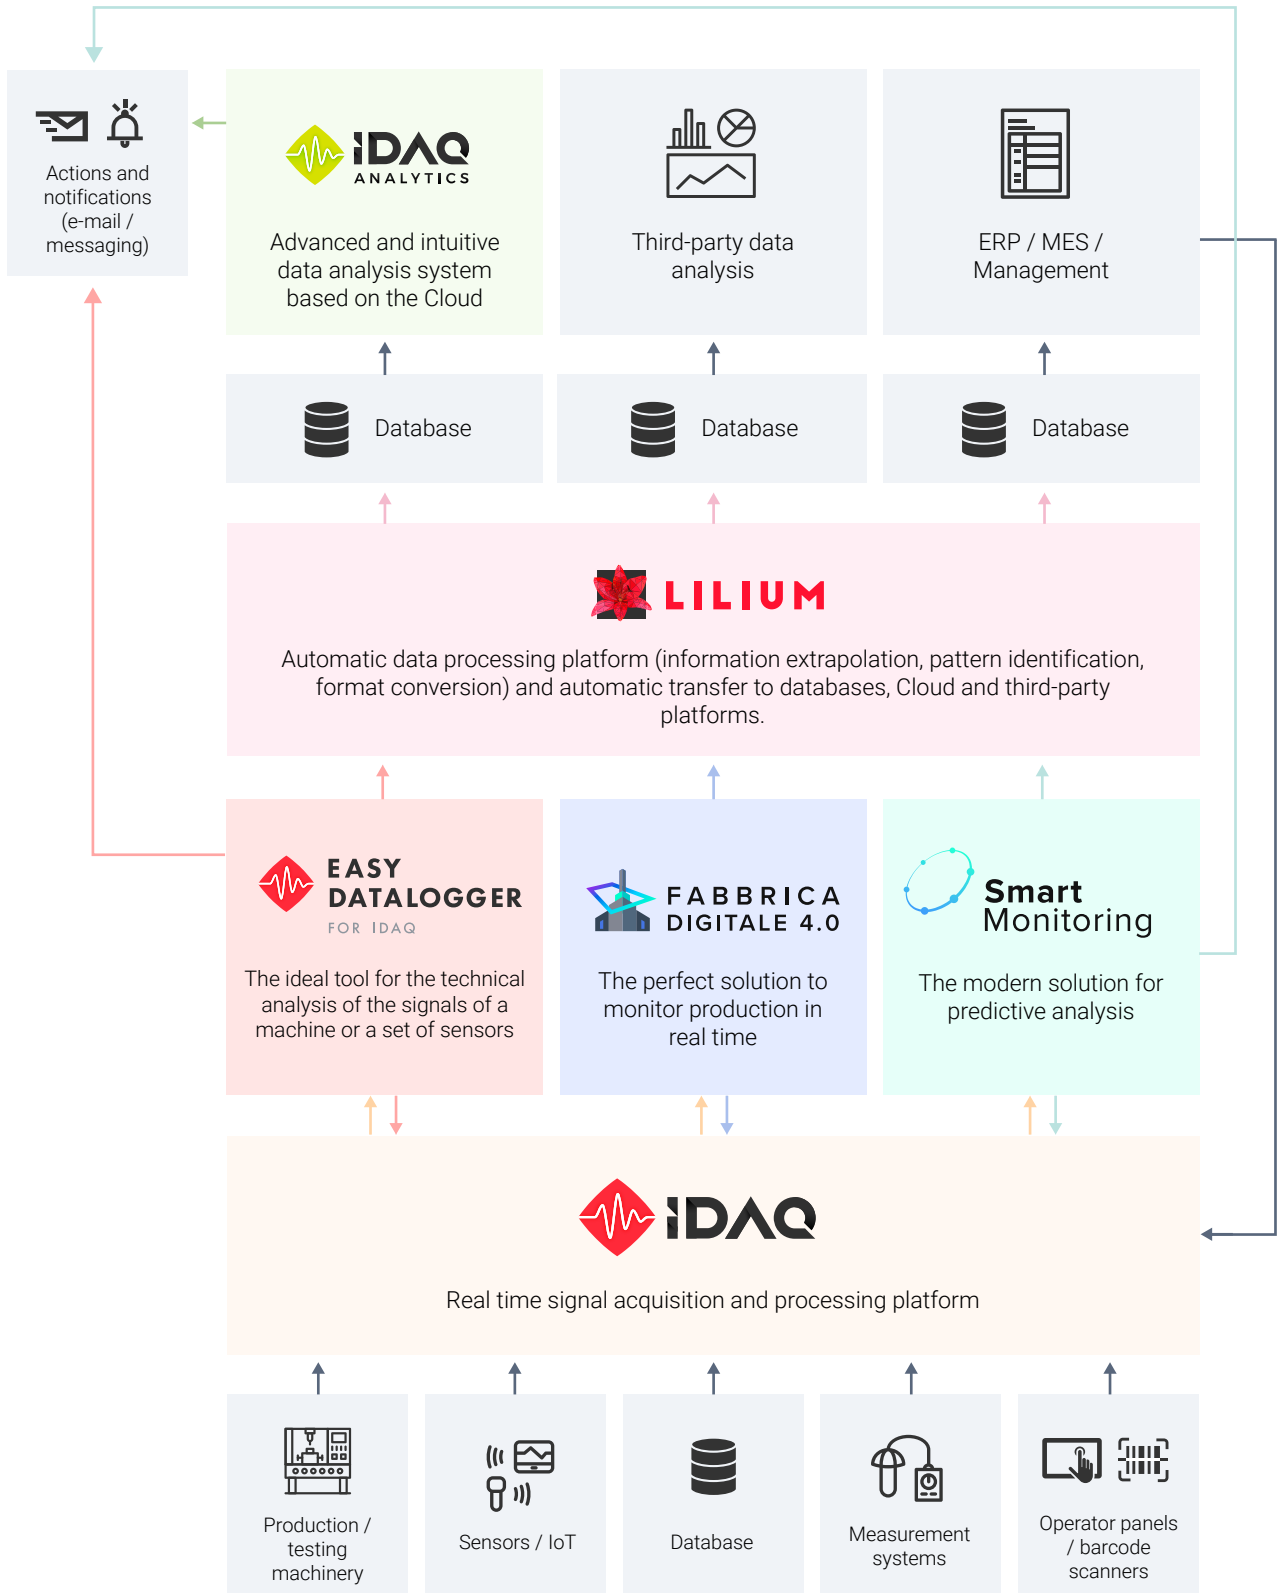 Actions and
notifications
(e-mail /
messaging)
IDAQ
ANALYTICS
Advanced and intuitive
data analysis system
based on the Cloud
Third-party data
analysis
ERP / MES /
Management
Database
Database
Database
LILIUM
Automatic data processing platform (information extrapolation, pattern identification,
format conversion) and automatic transfer to databases, Cloud and third-party
platforms.
EASY
DATALOGGER
FOR IDAQ
The ideal tool for the technical
analysis of the signals of a
machine or a set of sensors
FABBRICA
DIGITALE 4.0
The perfect solution to
monitor production in
real time
Smart
Monitoring
The modern solution for
predictive analysis
IDAQ
Real time signal acquisition and processing platform
Production /
testing
machinery
Sensors / IoT
Database
Measurement
systems
Operator panels
/ barcode
scanners